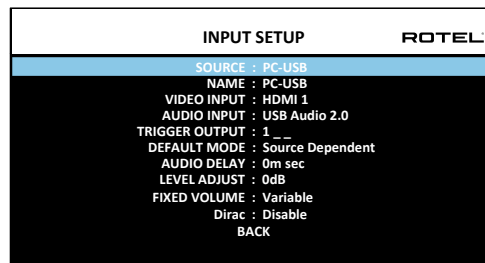 INPUT SETUP ROTEL
SOURCE : PC-USB
NAME : PC-USB
VIDEO INPUT : HDMI 1
AUDIO INPUT : USB Audio 2.0
TRIGGER OUTPUT : 1 _ _
DEFAULT MODE : Source Dependent
AUDIO DELAY : 0m sec
LEVEL ADJUST : 0dB
FIXED VOLUME : Variable
Dirac : Disable
BACK